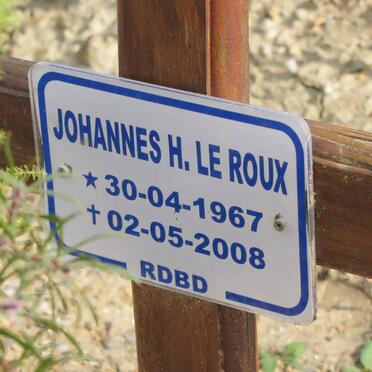 JOHANNES H. LE ROUX
★ 30-04-1967
✝ 02-05-2008
RDBD